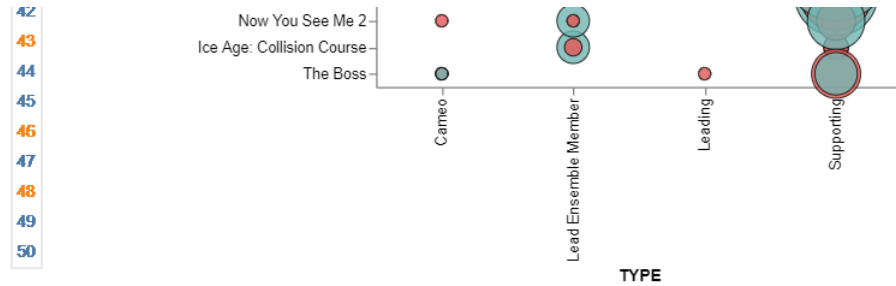 42
43
44
45
46
47
48
49
50
Now You See Me 2
Ice Age: Collision Course
The Boss
Cameo
Lead Ensemble Member
Leading
Supporting
TYPE